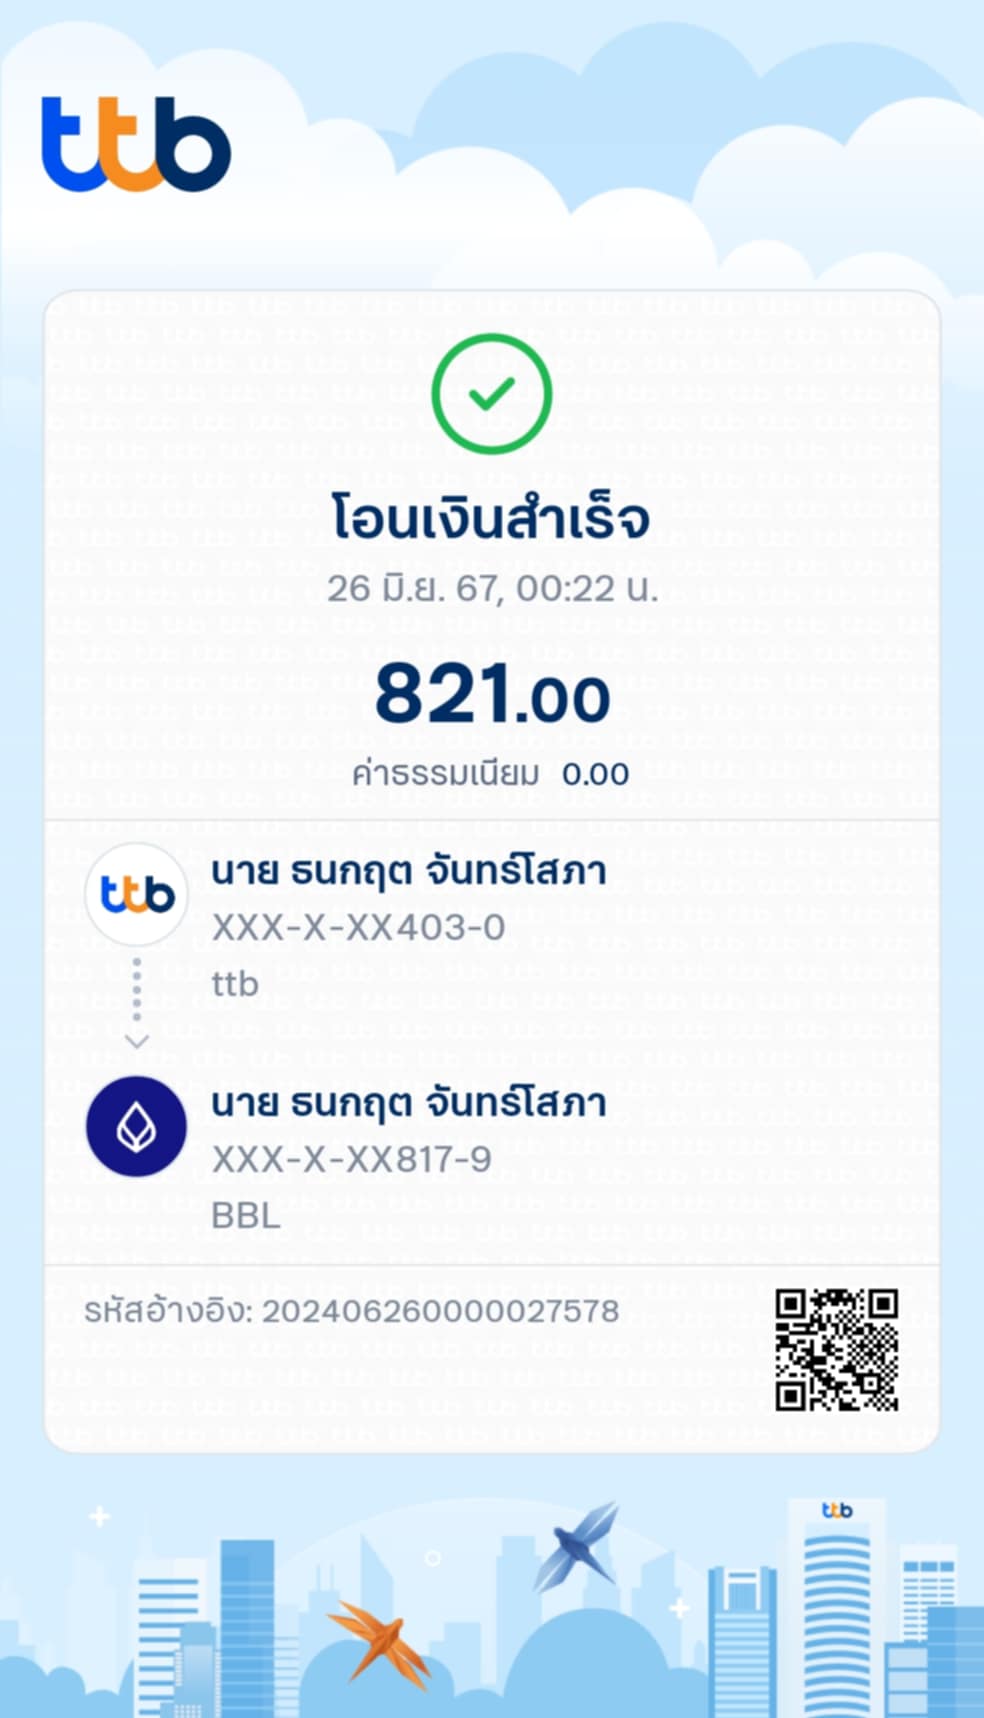 ttb
โอนเงินสำเร็จ
26 มิ.ย. 67, 00:22 น.
821.00
ค่าธรรมเนียม 0.00
ttb
นาย ธนกฤต จันทร์โสภา
XXX-X-XX403-0
ttb
นาย ธนกฤต จันทร์โสภา
XXX-X-XX817-9
BBL
รหัสอ้างอิง: 202406260000027578
ttb